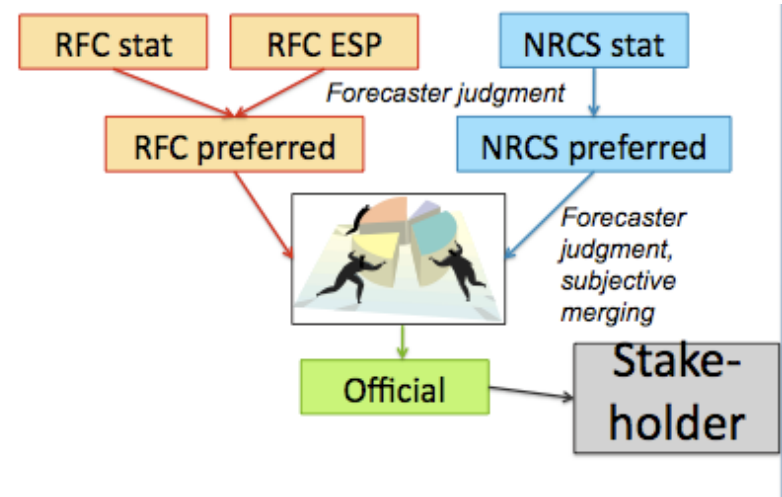 RFC stat
RFC ESP
NRCS stat
Forecaster judgment
RFC preferred
NRCS preferred
Forecaster
judgment,
subjective
merging
Official
Stake-
holder